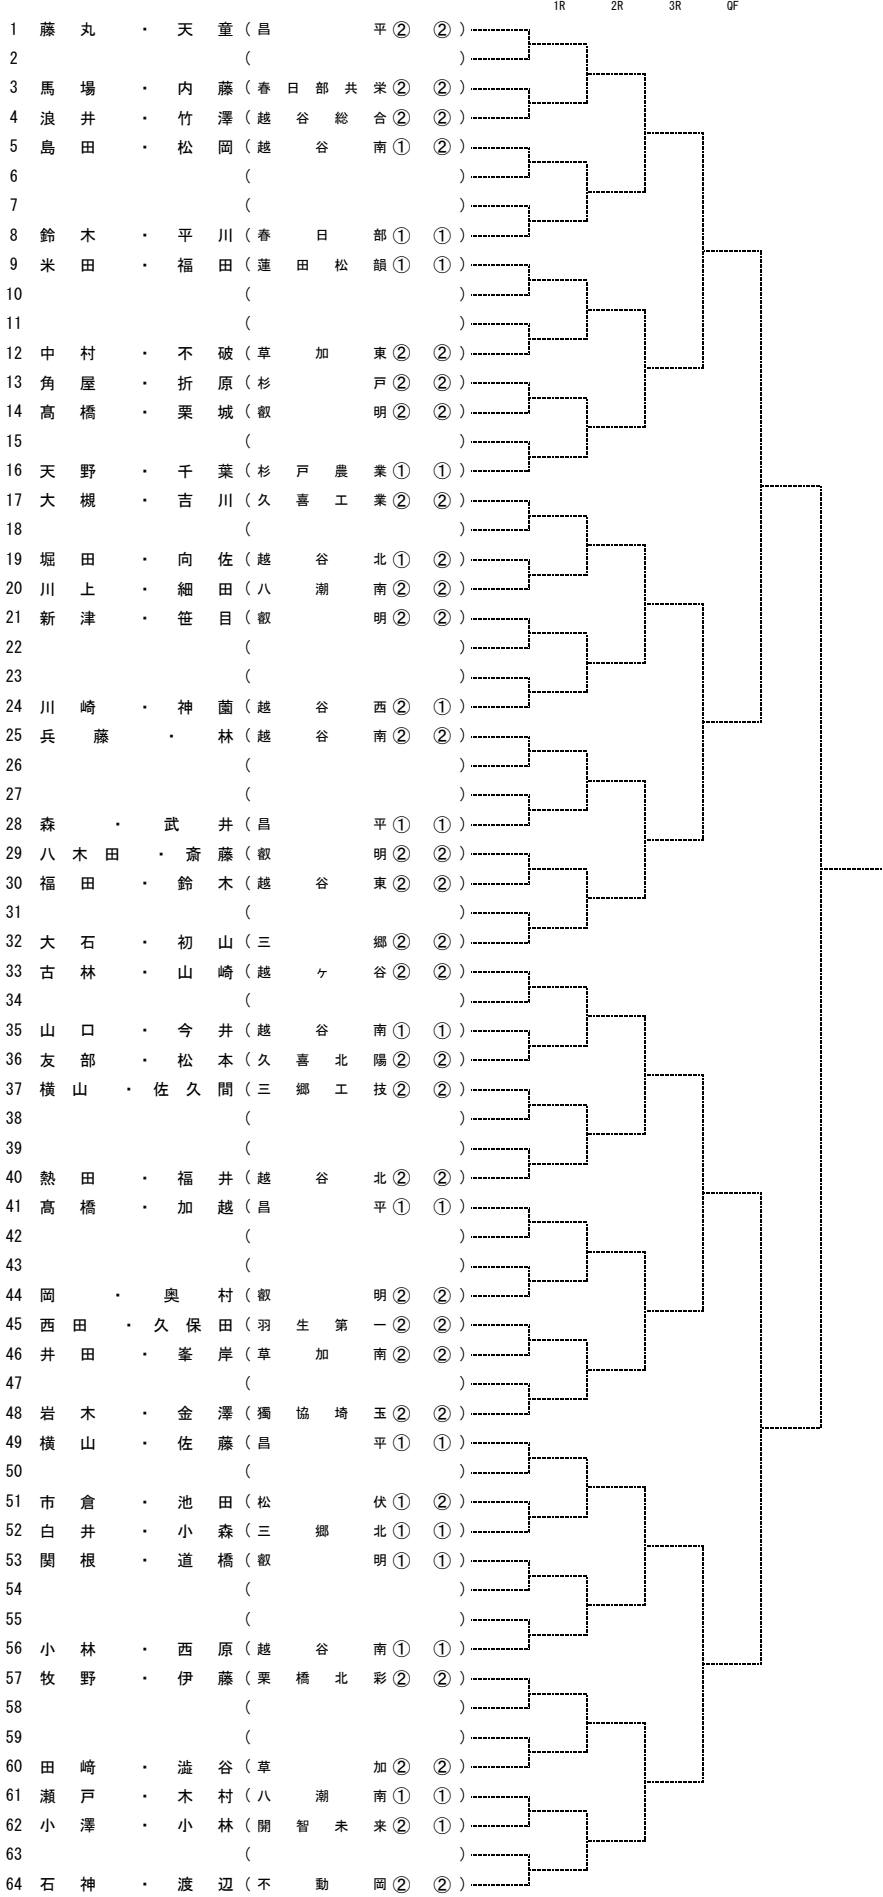 1R 2R 3R QF
1 藤丸・天童(昌平② ②)
2 ( )
3 馬場・内藤(春日部共栄② ②)
4 浪井・竹澤(越谷総合② ②)
5 島田・松岡(越谷南① ②)
6 ( )
7 ( )
8 鈴木・平川(春日部① ①)
9 米田・福田(蓮田松韻① ①)
10 ( )
11 ( )
12 中村・不破(草加東② ②)
13 角屋・折原(杉戸② ②)
14 髙橋・栗城(叡明② ②)
15 ( )
16 天野・千葉(杉戸農業① ①)
17 大槻・吉川(久喜工業② ②)
18 ( )
19 堀田・向佐(越谷北① ②)
20 川上・細田(八潮南② ②)
21 新津・笹目(叡明② ②)
22 ( )
23 ( )
24 川崎・神薗(越谷西② ①)
25 兵藤・林(越谷南② ②)
26 ( )
27 ( )
28 森・武井(昌平① ①)
29 八木田・斎藤(叡明② ②)
30 福田・鈴木(越谷東② ②)
31 ( )
32 大石・初山(三郷② ②)
33 古林・山崎(越ヶ谷② ②)
34 ( )
35 山口・今井(越谷南① ①)
36 友部・松本(久喜北陽② ②)
37 横山・佐久間(三郷工技② ②)
38 ( )
39 ( )
40 熱田・福井(越谷北② ②)
41 髙橋・加越(昌平① ①)
42 ( )
43 ( )
44 岡・奥村(叡明② ②)
45 西田・久保田(羽生第一② ②)
46 井田・峯岸(草加南② ②)
47 ( )
48 岩木・金澤(獨協埼玉② ②)
49 横山・佐藤(昌平① ①)
50 ( )
51 市倉・池田(松伏① ②)
52 白井・小森(三郷北① ①)
53 関根・道橋(叡明① ①)
54 ( )
55 ( )
56 小林・西原(越谷南① ①)
57 牧野・伊藤(栗橋北彩② ②)
58 ( )
59 ( )
60 田﨑・澁谷(草加② ②)
61 瀬戸・木村(八潮南① ①)
62 小澤・小林(開智未来② ①)
63 ( )
64 石神・渡辺(不動岡② ②)